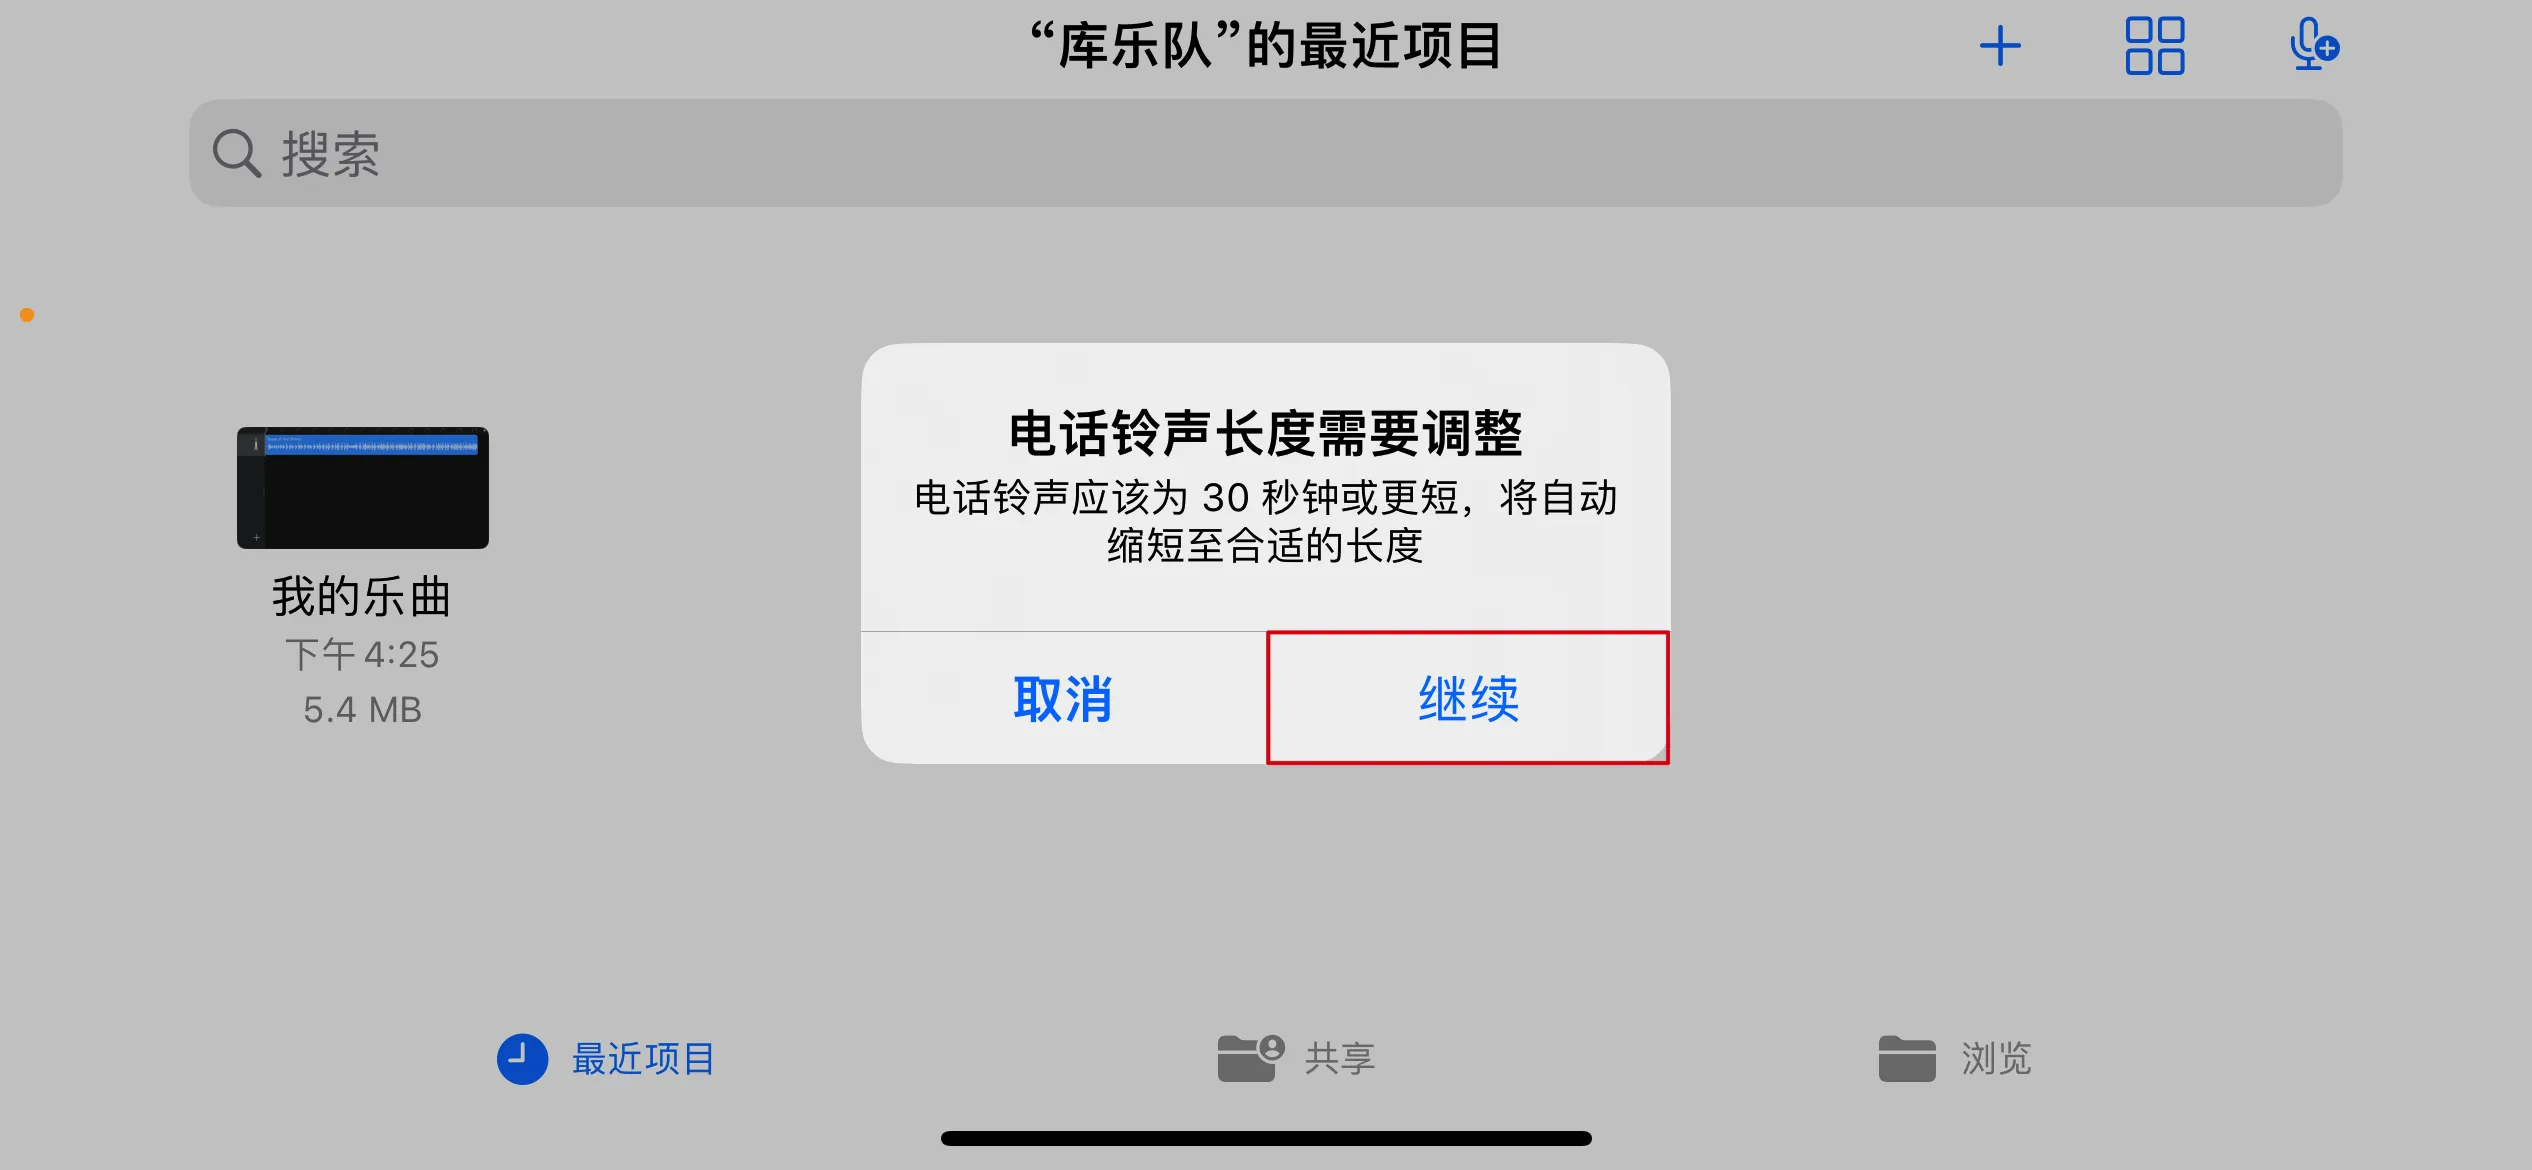 “库乐队”的最近项目
搜索
电话铃声长度需要调整
电话铃声应该为 30 秒钟或更短，将自动
缩短至合适的长度
取消
继续
我的乐曲
下午 4:25
5.4 MB
最近项目
共享
浏览